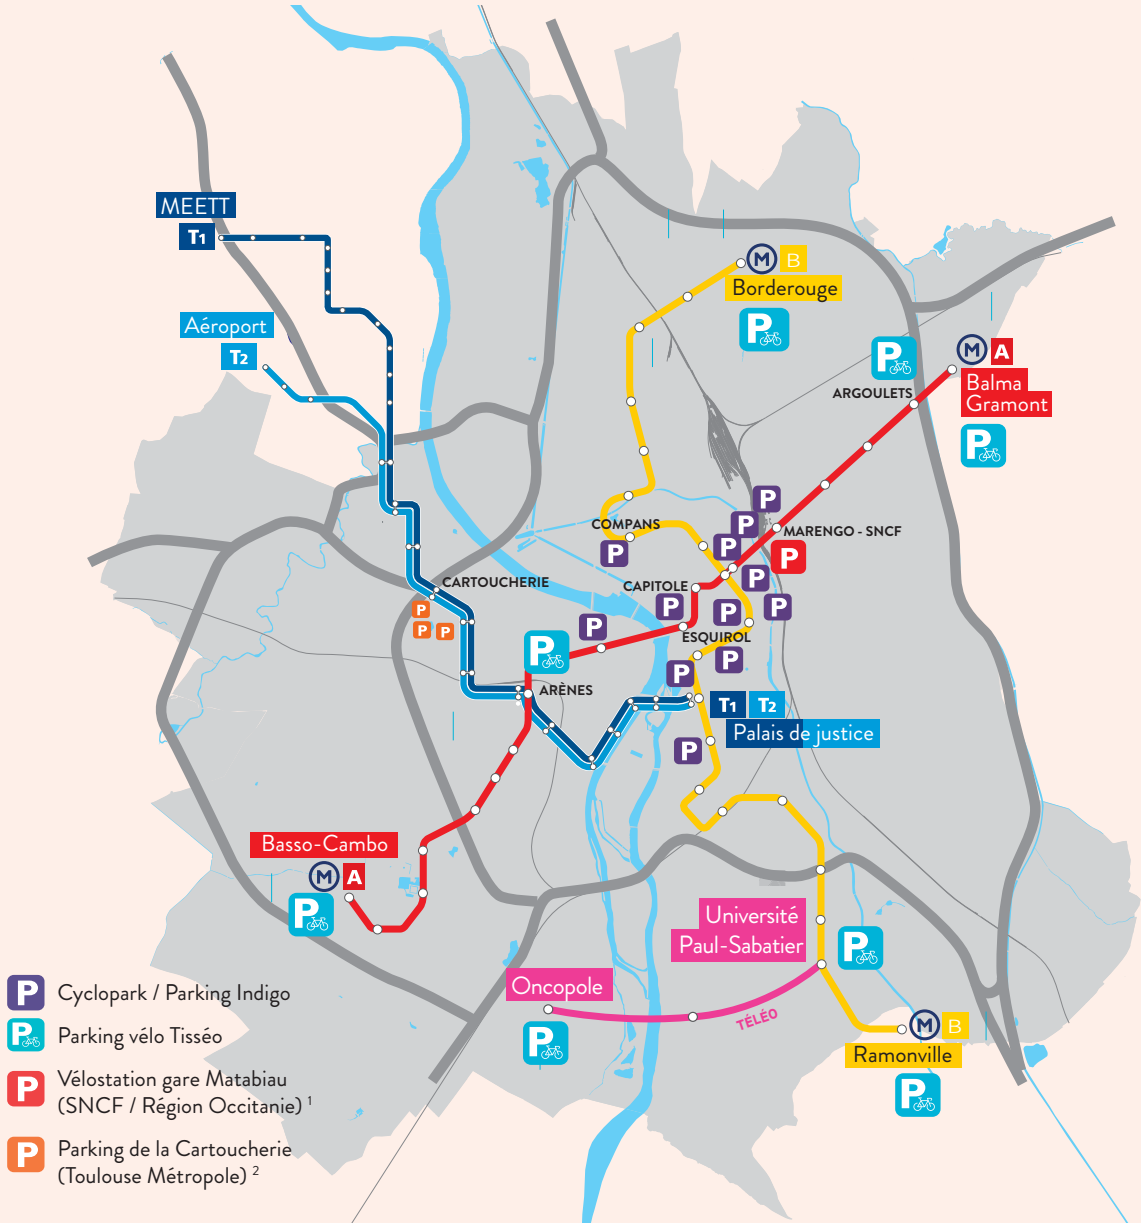 MEETT
T1
Aéroport
T2
M B
Borderouge
P
P
M A
ARGOULETS
Balma
Gramont
P
P
P
COMPANS
P
MARENGO - SNCF
P
P
CARTOUCHERIE
CAPITOLE
P
P
P
P
P
P
P
P
P
ESQUIROL
P
P
P
ARÈNES
T1 T2
Palais de justice
P
Basso-Cambo
M A
P
Université
Paul-Sabatier
P
Oncopole
TÉLÉO
P
M B
Ramonville
P
P Cyclopark / Parking Indigo
P Parking vélo Tisséo
P Vélostation gare Matabiau
(SNCF / Région Occitanie) 1
P Parking de la Cartoucherie
(Toulouse Métropole) 2